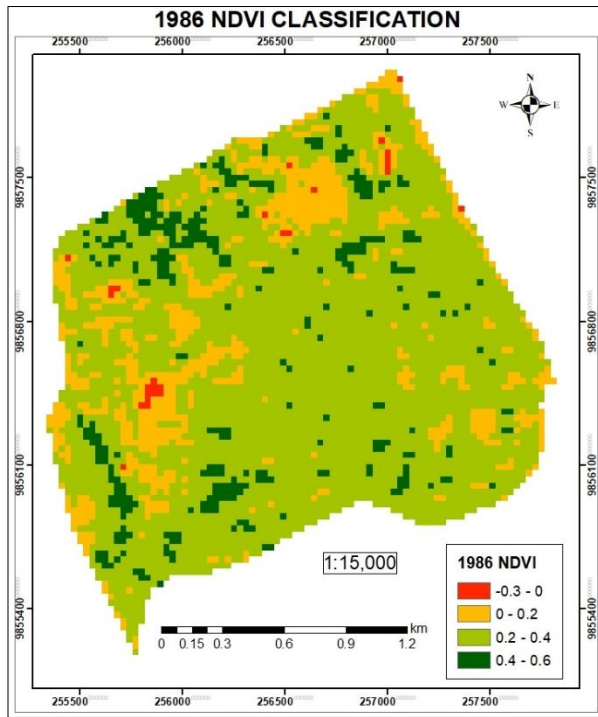 1986 NDVI CLASSIFICATION
255500 256000 256500 257000 257500
N
W E
S
9857500 9857500
9856800 9856800
9856100 9856100
9855400 9855400
1:15,000
1986 NDVI
-0.3 - 0
0 - 0.2
0.2 - 0.4
0.4 - 0.6
km
0 0.15 0.3 0.6 0.9 1.2
255500 256000 256500 257000 257500